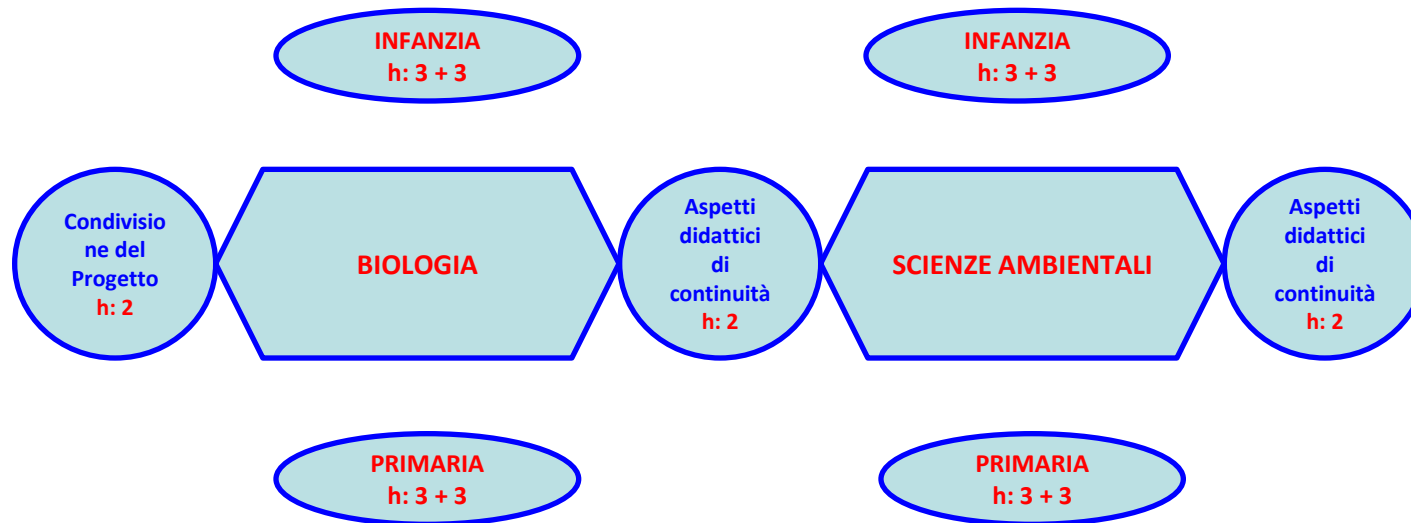 INFANZIA
h: 3 + 3
INFANZIA
h: 3 + 3
Condivisio
ne del
Progetto
h: 2
BIOLOGIA
Aspetti
didattici
di
continuità
h: 2
SCIENZE AMBIENTALI
Aspetti
didattici
di
continuità
h: 2
PRIMARIA
h: 3 + 3
PRIMARIA
h: 3 + 3